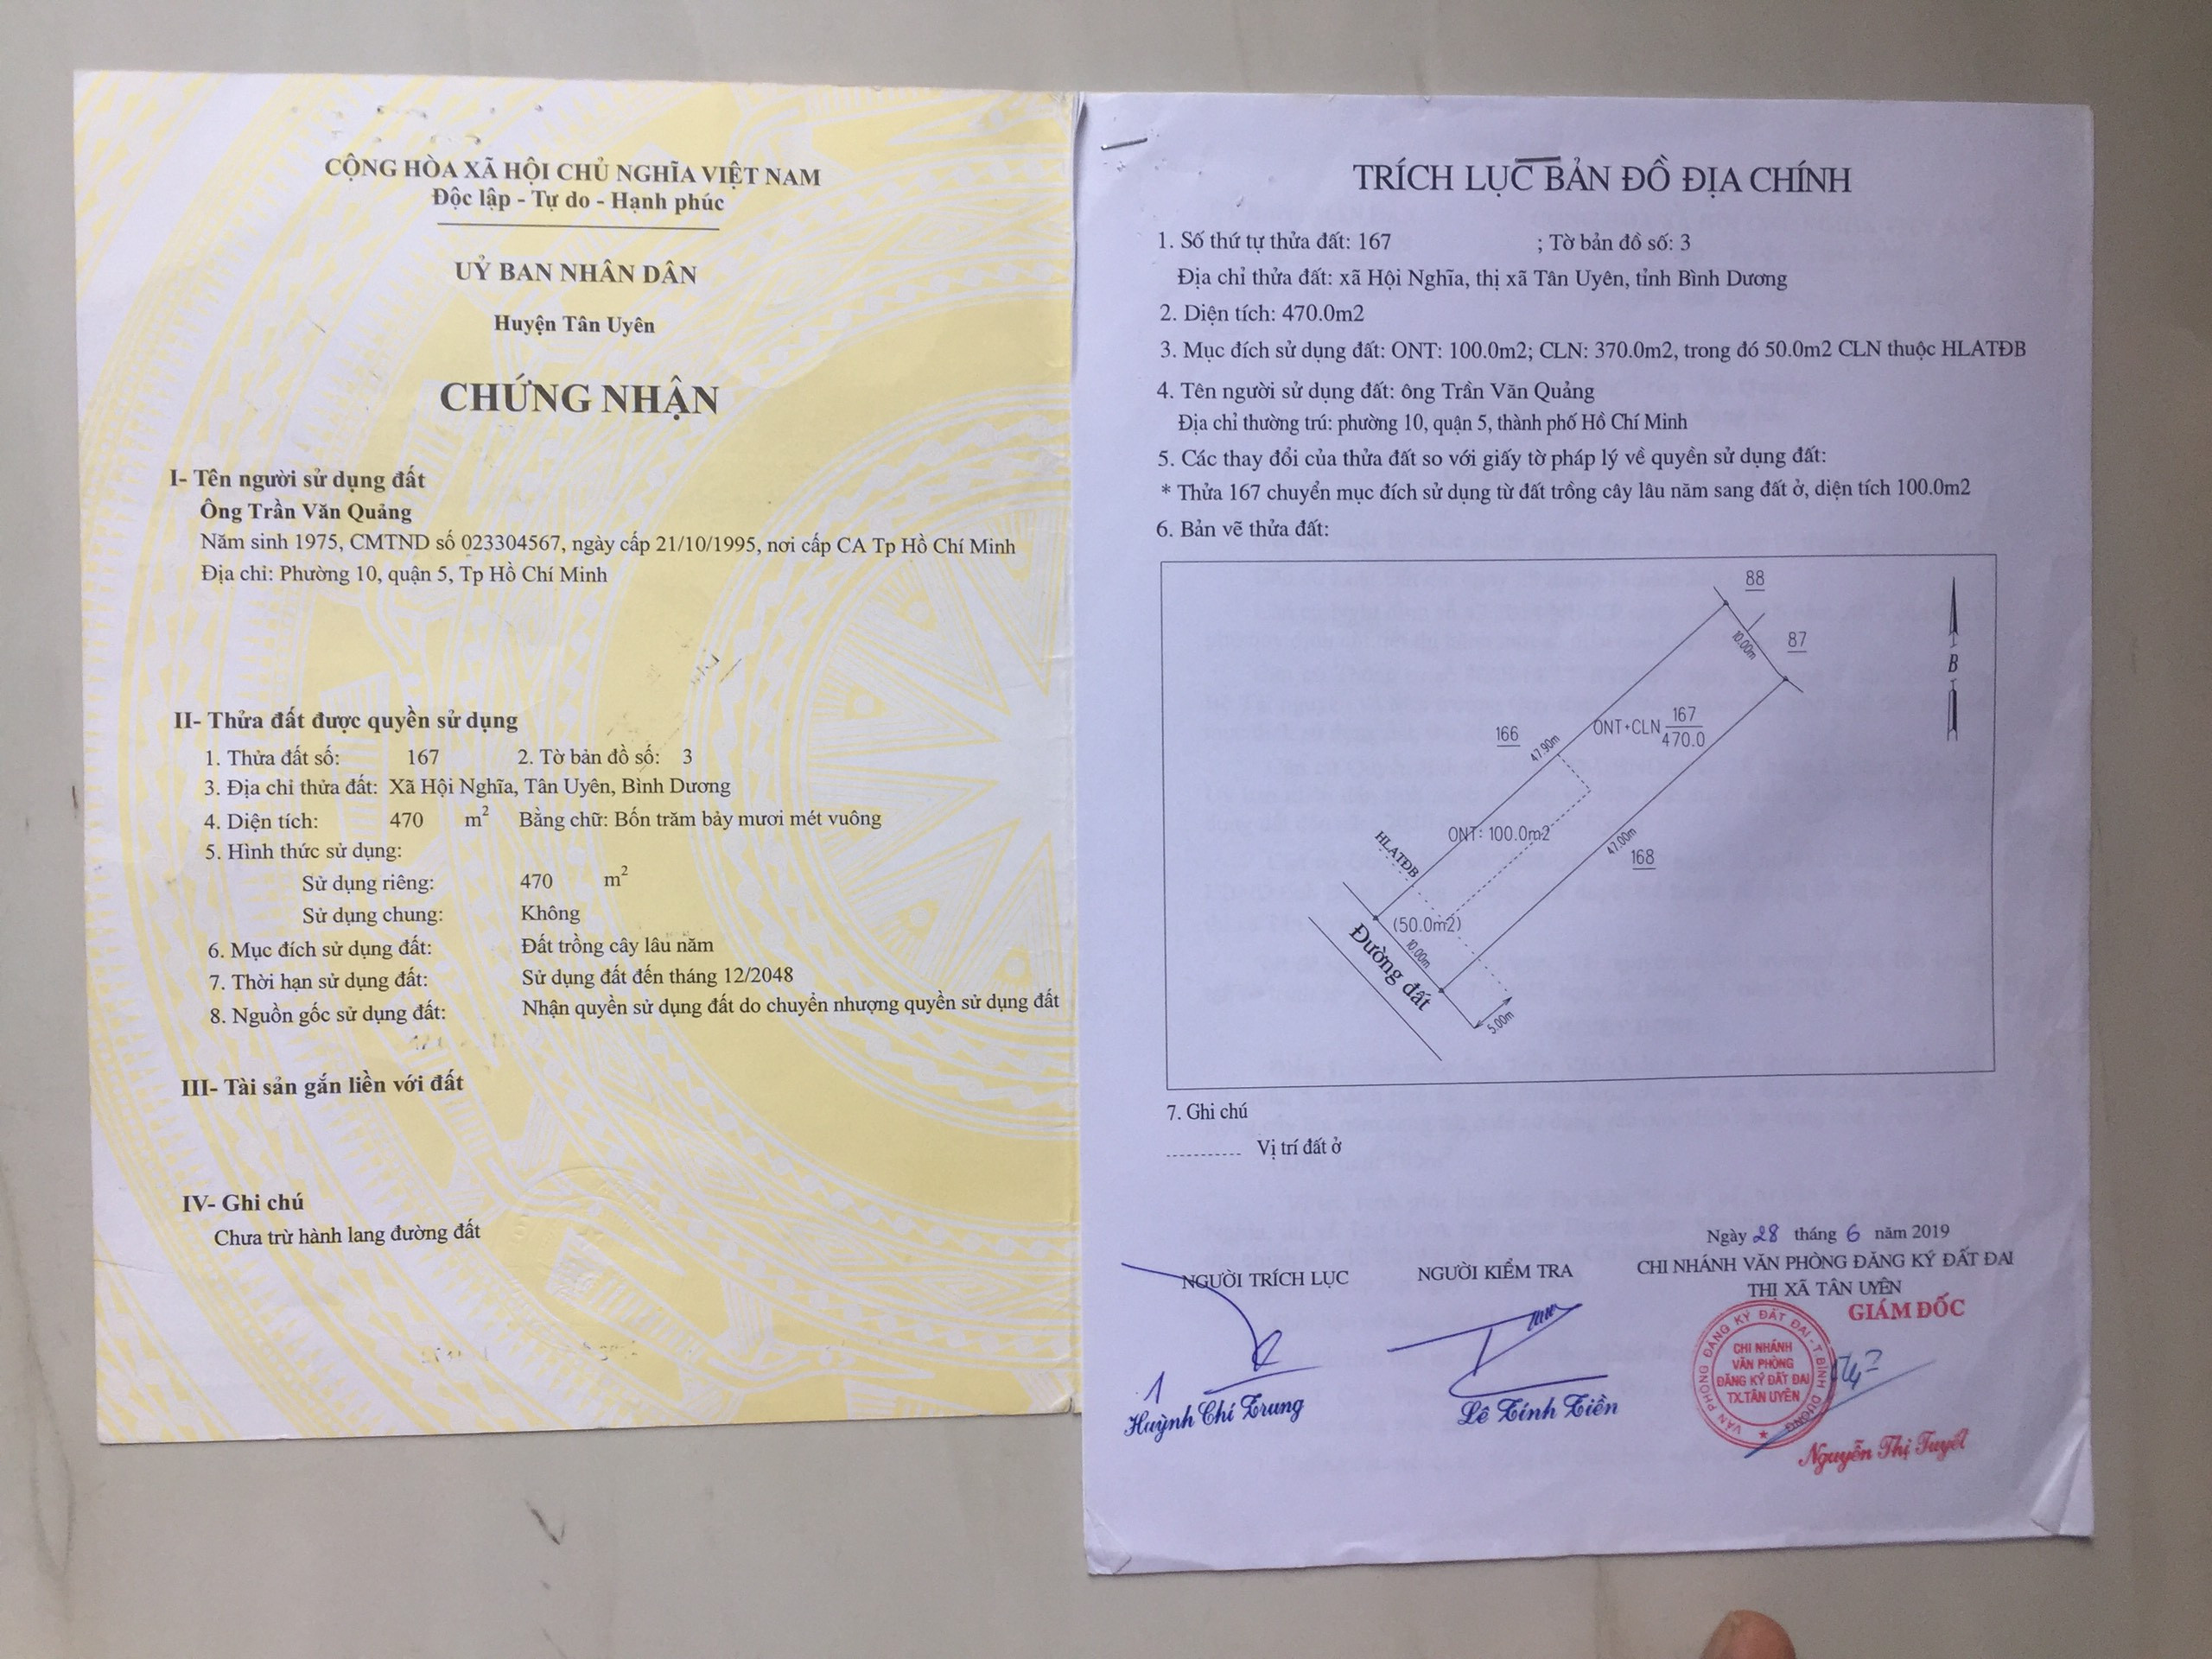 CỘNG HÒA XÃ HỘI CHỦ NGHĨA VIỆT NAM
Độc lập - Tự do - Hạnh phúc
UỶ BAN NHÂN DÂN
Huyện Tân Uyên
CHỨNG NHẬN
I- Tên người sử dụng đất
Ông Trần Văn Quảng
Năm sinh 1975, CMTND số 023304567, ngày cấp 21/10/1995, nơi cấp CA Tp Hồ Chí Minh
Địa chỉ: Phường 10, quận 5, Tp Hồ Chí Minh
II- Thửa đất được quyền sử dụng
1. Thửa đất số: 167 2. Tờ bản đồ số: 3
3. Địa chỉ thửa đất: Xã Hội Nghĩa, Tân Uyên, Bình Dương
4. Diện tích: 470 m2 Bằng chữ: Bốn trăm bảy mươi mét vuông
5. Hình thức sử dụng:
Sử dụng riêng: 470 m2
Sử dụng chung: Không
6. Mục đích sử dụng đất: Đất trồng cây lâu năm
7. Thời hạn sử dụng đất: Sử dụng đất đến tháng 12/2048
8. Nguồn gốc sử dụng đất: Nhận quyền sử dụng đất do chuyển nhượng quyền sử dụng đất
III- Tài sản gắn liền với đất
IV- Ghi chú
Chưa trừ hành lang đường đất
TRÍCH LỤC BẢN ĐỒ ĐỊA CHÍNH
1. Số thứ tự thửa đất: 167 ; Tờ bản đồ số: 3
Địa chỉ thửa đất: xã Hội Nghĩa, thị xã Tân Uyên, tỉnh Bình Dương
2. Diện tích: 470.0m2
3. Mục đích sử dụng đất: ONT: 100.0m2; CLN: 370.0m2, trong đó 50.0m2 CLN thuộc HLATĐB
4. Tên người sử dụng đất: ông Trần Văn Quảng
Địa chỉ thường trú: phường 10, quận 5, thành phố Hồ Chí Minh
5. Các thay đổi của thửa đất so với giấy tờ pháp lý về quyền sử dụng đất:
* Thửa 167 chuyển mục đích sử dụng từ đất trồng cây lâu năm sang đất ở, diện tích 100.0m2
6. Bản vẽ thửa đất:
88
10.00m
87
B
166
47.90m
ONT+CLN 167
470.0
ONT: 100.0m2
47.00m
168
HLATĐB
(50.0m2)
10.00m
Đường đất
5.00m
7. Ghi chú
Vị trí đất ở
Ngày 28 tháng 6 năm 2019
CHI NHÁNH VĂN PHÒNG ĐĂNG KÝ ĐẤT ĐAI
THỊ XÃ TÂN UYÊN
NGƯỜI TRÍCH LỤC
NGƯỜI KIỂM TRA
GIÁM ĐỐC
VĂN PHÒNG ĐĂNG KÝ ĐẤT ĐAI - T.BÌNH DƯƠNG
CHI NHÁNH
VĂN PHÒNG
ĐĂNG KÝ ĐẤT ĐAI
TX.TÂN UYÊN
Huỳnh Chí Trung
Lê Tính Tiền
Nguyễn Thị Tuyết